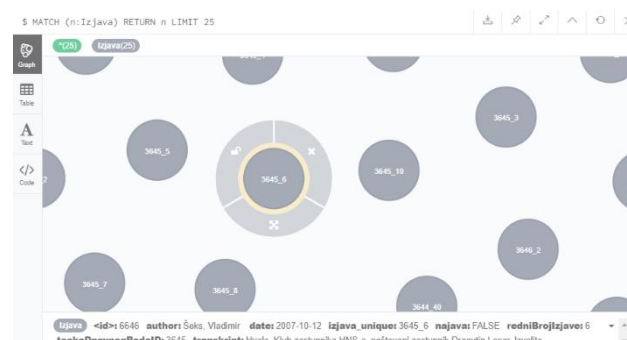 $ MATCH (n:Izjava) RETURN n LIMIT 25
*(25) Izjava(25)
Graph
Table
Text
Code
3645_3
3645_5
3645_6
3645_10
3646_2
3645_7
3645_8
3644_40
Izjava <id>: 6646 author: Šeks, Vladimir date: 2007-10-12 izjava_unique: 3645_6 najava: FALSE redniBrojIzjave: 6